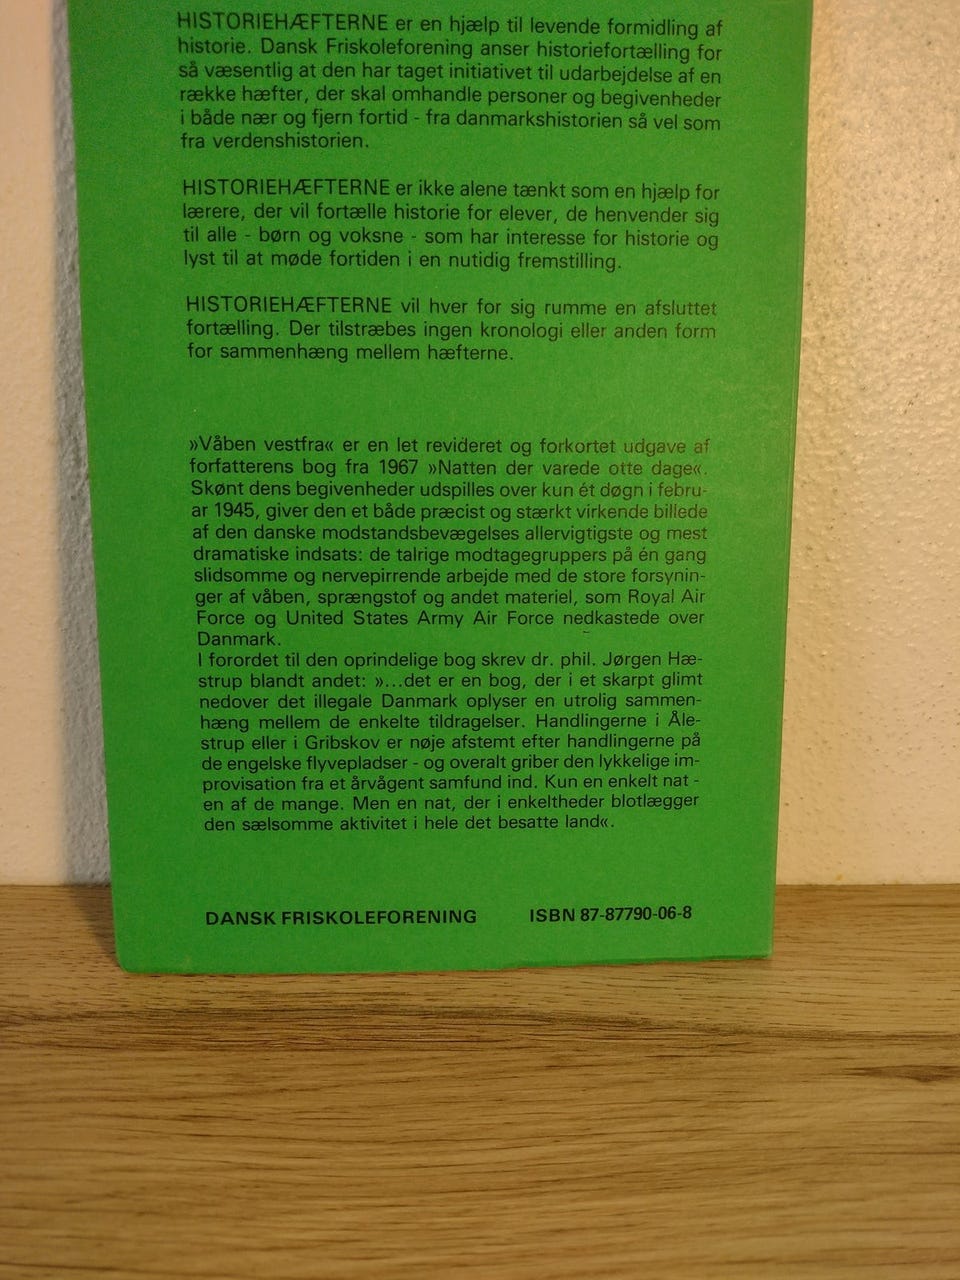 HISTORIEHÆFTERNE er en hjælp til levende formidling af
historie. Dansk Friskoleforening anser historiefortælling for
så væsentlig at den har taget initiativet til udarbejdelse af en
række hæfter, der skal omhandle personer og begivenheder
i både nær og fjern fortid - fra danmarkshistorien så vel som
fra verdenshistorien.
HISTORIEHÆFTERNE er ikke alene tænkt som en hjælp for
lærere, der vil fortælle historie for elever, de henvender sig
til alle - børn og voksne - som har interesse for historie og
lyst til at møde fortiden i en nutidig fremstilling.
HISTORIEHÆFTERNE vil hver for sig rumme en afsluttet
fortælling. Der tilstræbes ingen kronologi eller anden form
for sammenhæng mellem hæfterne.
»Våben vestfra« er en let revideret og forkortet udgave af
forfatterens bog fra 1967 »Natten der varede otte dage«.
Skønt dens begivenheder udspilles over kun ét døgn i febru-
ar 1945, giver den et både præcist og stærkt virkende billede
af den danske modstandsbevægelses allervigtigste og mest
dramatiske indsats: de talrige modtagegruppers på én gang
slidsomme og nervepirrende arbejde med de store forsynin-
ger af våben, sprængstof og andet materiel, som Royal Air
Force og United States Army Air Force nedkastede over
Danmark.
I forordet til den oprindelige bog skrev dr. phil. Jørgen Hæ-
strup blandt andet: »...det er en bog, der i et skarpt glimt
nedover det illegale Danmark oplyser en utrolig sammen-
hæng mellem de enkelte tildragelser. Handlingerne i Åle-
strup eller i Gribskov er nøje afstemt efter handlingerne på
de engelske flyvepladser - og overalt griber den lykkelige im-
provisation fra et årvågent samfund ind. Kun en enkelt nat -
en af de mange. Men en nat, der i enkeltheder blotlægger
den sælsomme aktivitet i hele det besatte land«.
DANSK FRISKOLEFORENING ISBN 87-87790-06-8